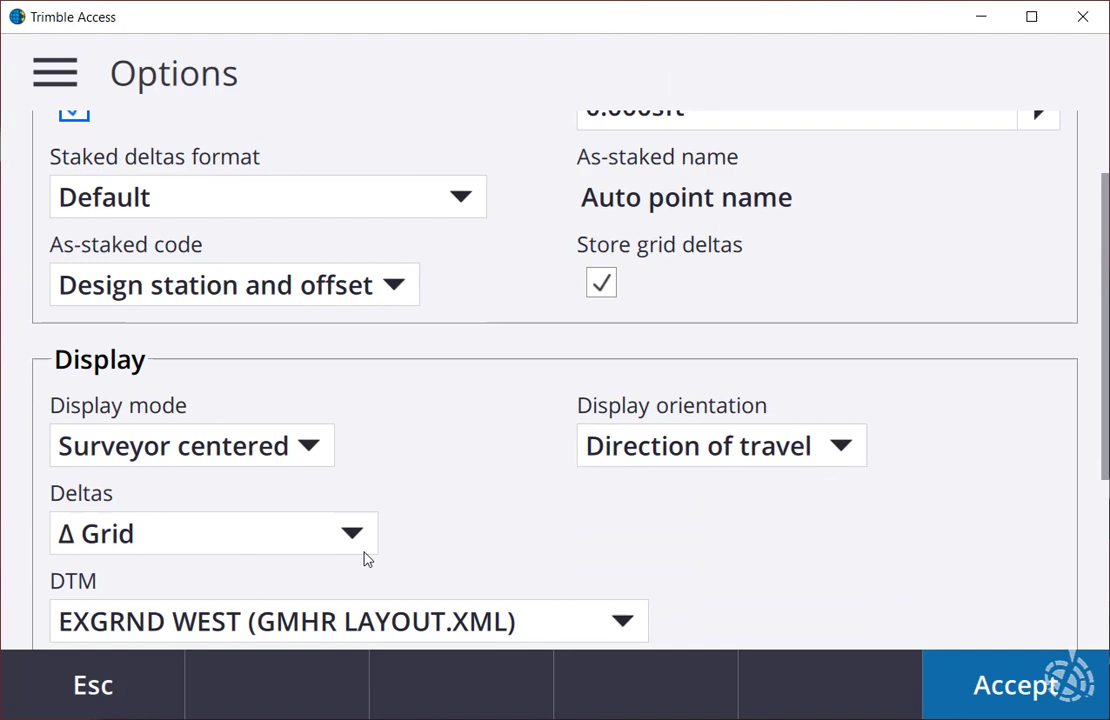 Trimble Access
Options
0.000sft
Staked deltas format
As-staked name
Default
Auto point name
As-staked code
Store grid deltas
Design station and offset
Display
Display mode
Display orientation
Surveyor centered
Direction of travel
Deltas
Δ Grid
DTM
EXGRND WEST (GMHR LAYOUT.XML)
Esc
Accept